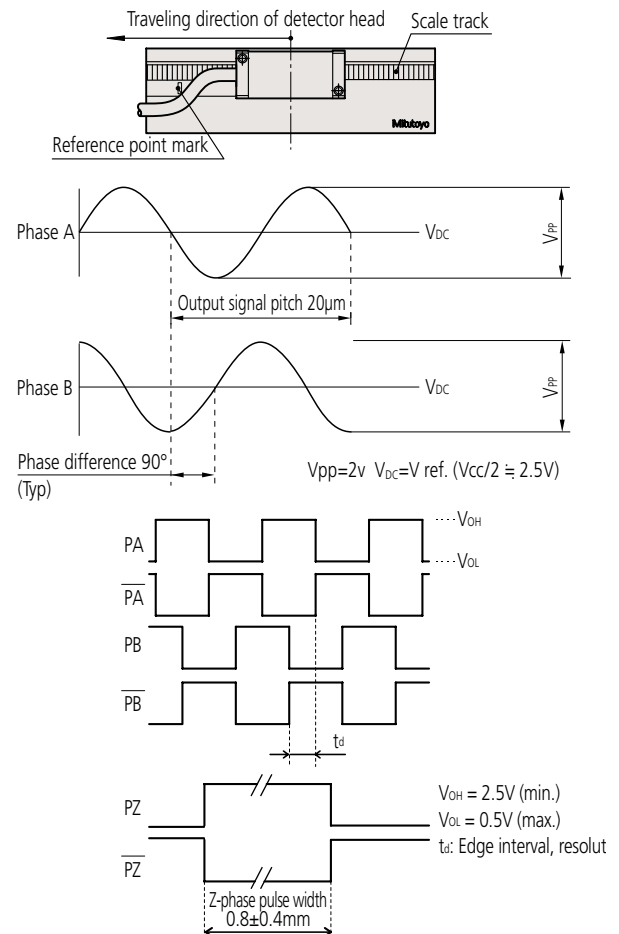 Traveling direction of detector head
Scale track
Mitutoyo
Reference point mark
Phase A
VDC
VPP
Output signal pitch 20µm
Phase B
VDC
VPP
Phase difference 90°
(Typ)
Vpp=2v VDC=V ref. (Vcc/2 ≒ 2.5V)
PA
VOH
VOL
PA
PB
PB
td
PZ
VOH = 2.5V (min.)
VOL = 0.5V (max.)
td: Edge interval, resolut
PZ
Z-phase pulse width
0.8±0.4mm